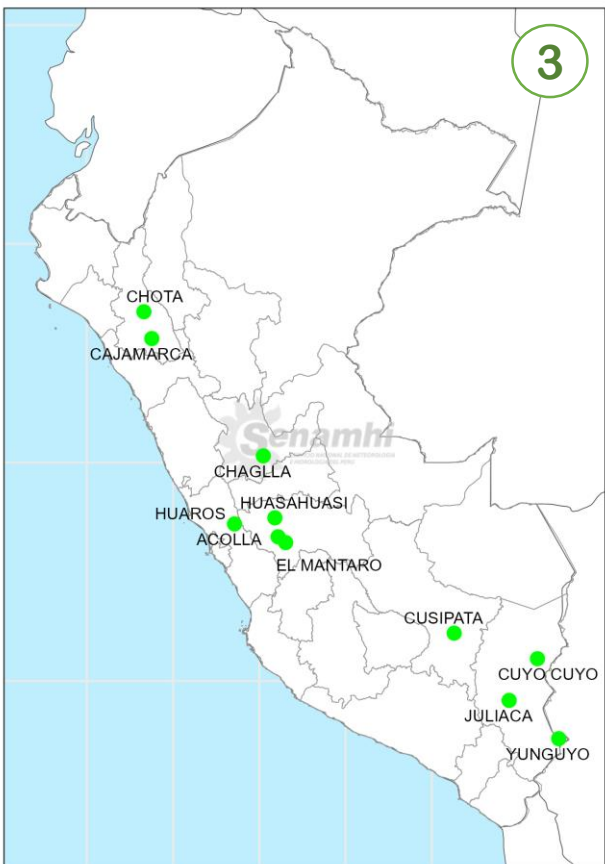 3
CHOTA
CAJAMARCA
Senamhi
CHAGLLA
HUASAHUASI
HUAROS
ACOLLA
EL MANTARO
CUSIPATA
CUYO CUYO
JULIACA
YUNGUYO